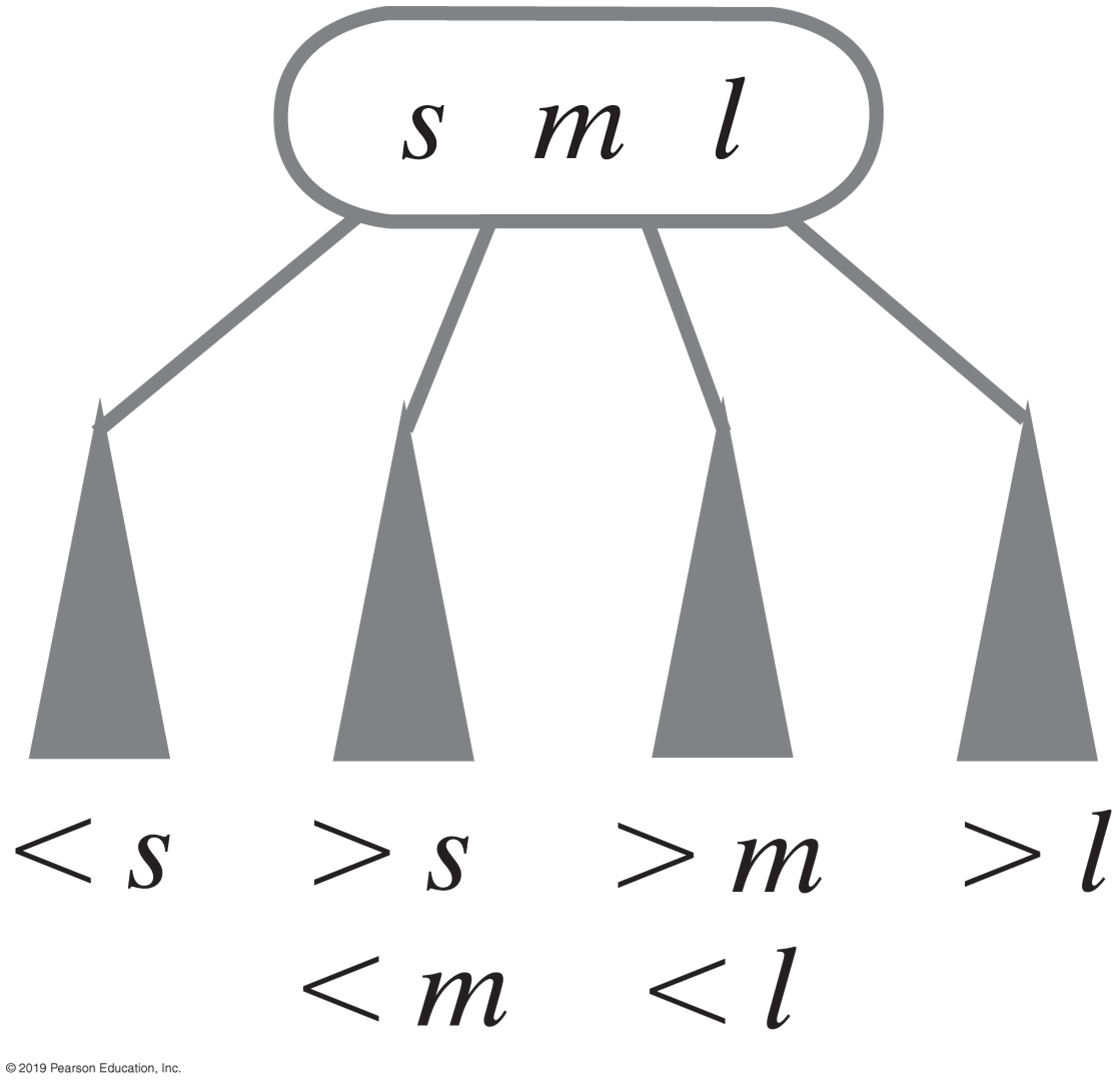 s m l
< s > s > m > l
< m < l
© 2019 Pearson Education, Inc.